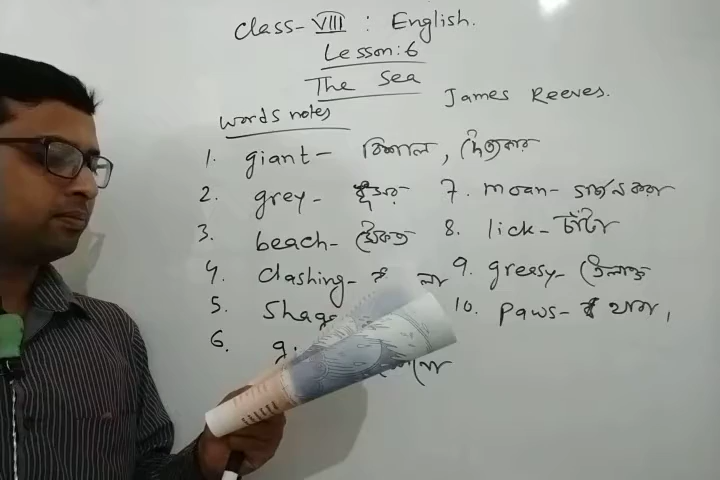 Class-VIII : English.
Lesson:6
The Sea
James Reeves.
Words notes
1. giant- বিশাল, দৈত্যকার
2. grey- ধূসর
3. beach- সৈকত
4. Clashing-
5. Shagg
6. g
7. moan- গর্জন করা
8. lick- চাঁটা
9. greasy- তৈলাক্ত
10. Paws- থাবা,